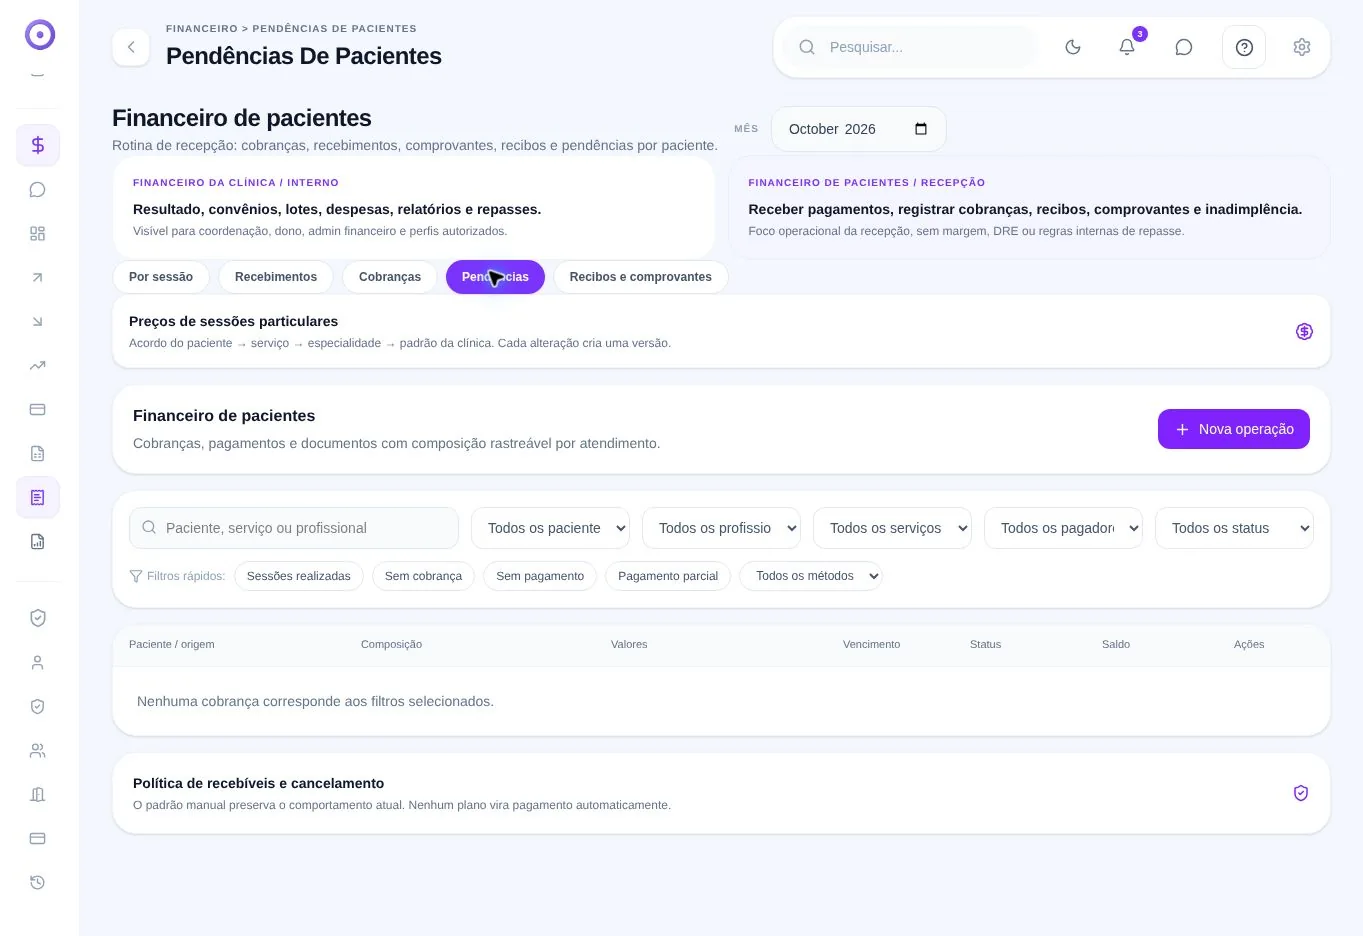 FINANCEIRO > PENDÊNCIAS DE PACIENTES
Pendências De Pacientes
Pesquisar...
3
Financeiro de pacientes
Rotina de recepção: cobranças, recebimentos, comprovantes, recibos e pendências por paciente.
MÊS
October 2026
FINANCEIRO DA CLÍNICA / INTERNO
Resultado, convênios, lotes, despesas, relatórios e repasses.
Visível para coordenação, dono, admin financeiro e perfis autorizados.
FINANCEIRO DE PACIENTES / RECEPÇÃO
Receber pagamentos, registrar cobranças, recibos, comprovantes e inadimplência.
Foco operacional da recepção, sem margem, DRE ou regras internas de repasse.
Por sessão
Recebimentos
Cobranças
Pendências
Recibos e comprovantes
Preços de sessões particulares
Acordo do paciente → serviço → especialidade → padrão da clínica. Cada alteração cria uma versão.
Financeiro de pacientes
Cobranças, pagamentos e documentos com composição rastreável por atendimento.
Nova operação
Paciente, serviço ou profissional
Todos os paciente
Todos os profissio
Todos os serviços
Todos os pagador
Todos os status
Filtros rápidos:
Sessões realizadas
Sem cobrança
Sem pagamento
Pagamento parcial
Todos os métodos
Paciente / origem
Composição
Valores
Vencimento
Status
Saldo
Ações
Nenhuma cobrança corresponde aos filtros selecionados.
Política de recebíveis e cancelamento
O padrão manual preserva o comportamento atual. Nenhum plano vira pagamento automaticamente.